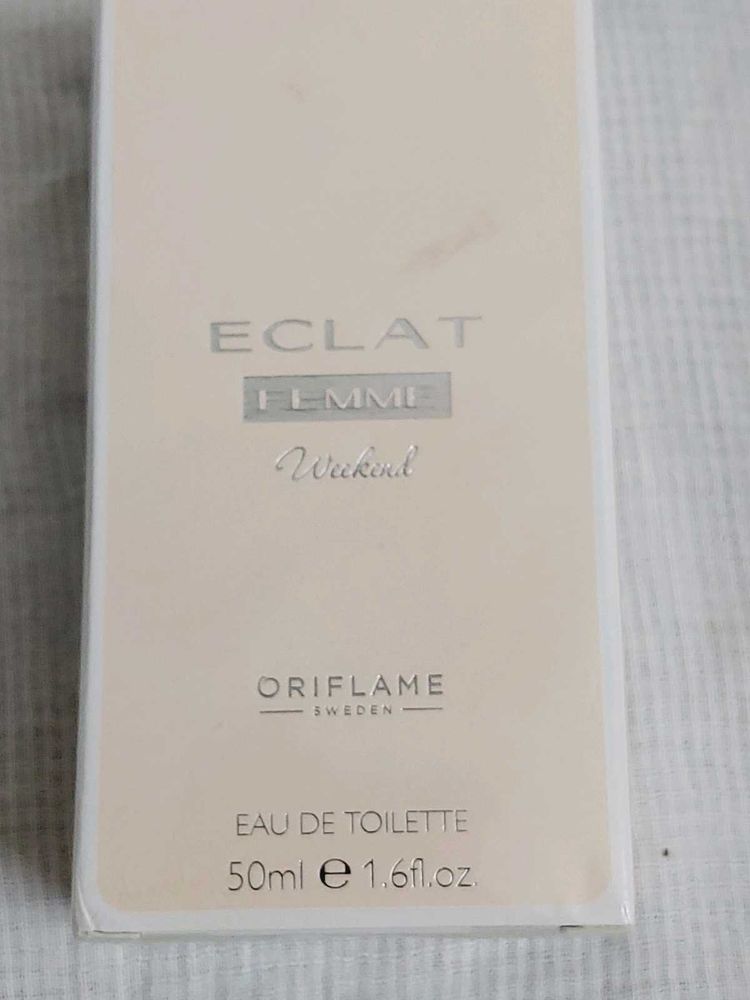 ECLAT
FEMME
Weekend
ORIFLAME
SWEDEN
EAU DE TOILETTE
50ml ℮ 1.6fl.oz.